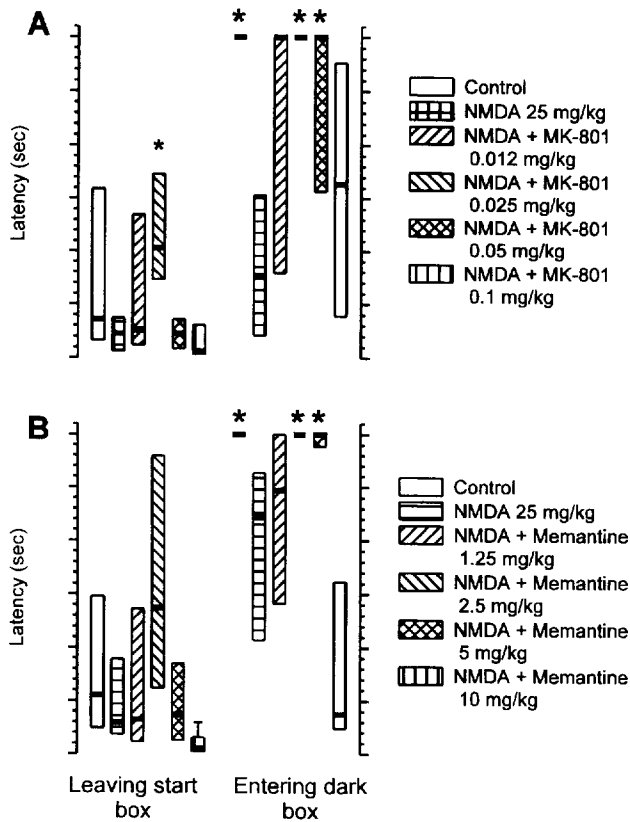 A
* * *
*
Latency (sec)
Control
NMDA 25 mg/kg
NMDA + MK-801
0.012 mg/kg
NMDA + MK-801
0.025 mg/kg
NMDA + MK-801
0.05 mg/kg
NMDA + MK-801
0.1 mg/kg
B
* * *
Latency (sec)
Control
NMDA 25 mg/kg
NMDA + Memantine
1.25 mg/kg
NMDA + Memantine
2.5 mg/kg
NMDA + Memantine
5 mg/kg
NMDA + Memantine
10 mg/kg
Leaving start
box
Entering dark
box